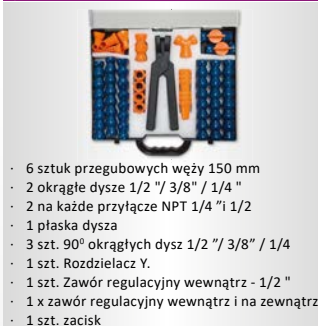 · 6 sztuk przegubowych węży 150 mm
· 2 okrągłe dysze 1/2 "/ 3/8" / 1/4 "
· 2 na każde przyłącze NPT 1/4 ”i 1/2
· 1 płaska dysza
· 3 szt. 90⁰ okrągłych dysz 1/2 ”/ 3/8” / 1/4
· 1 szt. Rozdzielacz Y.
· 1 szt. Zawór regulacyjny wewnątrz - 1/2 "
· 1 x zawór regulacyjny wewnątrz i na zewnątrz
· 1 szt. zacisk